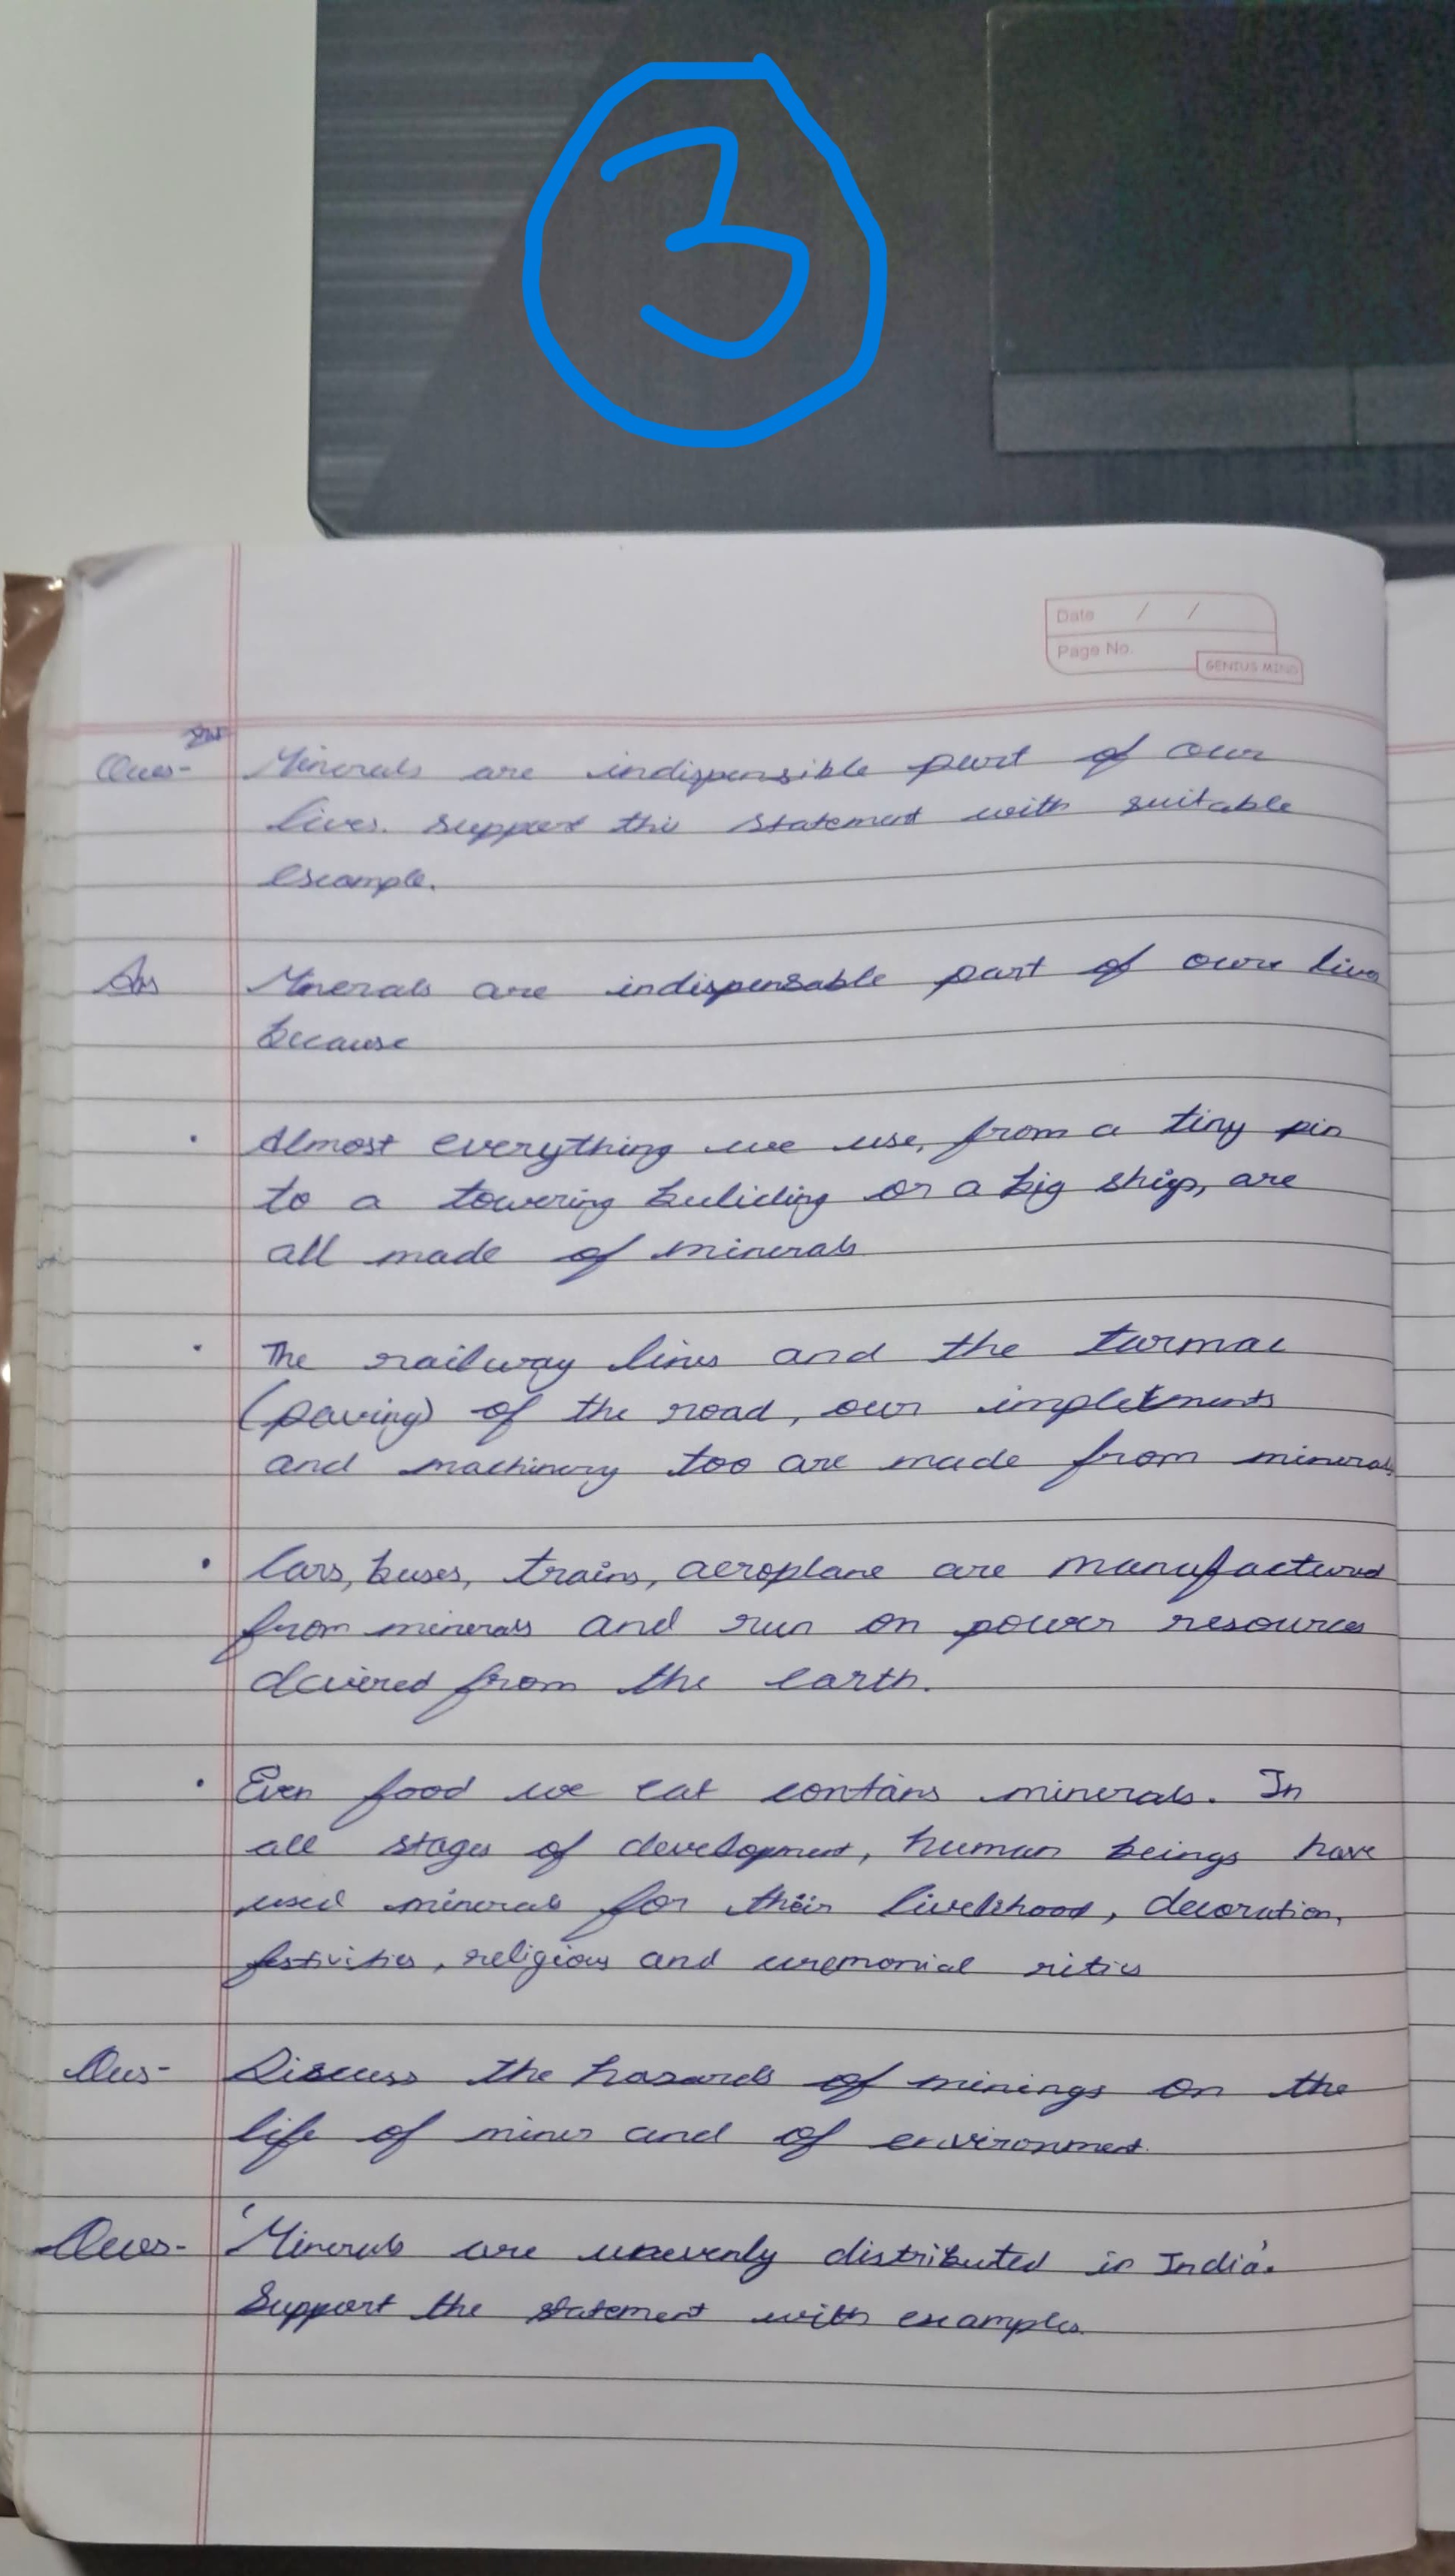 3
Date / /
Page No.
GENIUS MIND
Ques- Minerals are indispensible part of our
lives. support this statement with suitable
example.
Ans Minerals are indispensable part of our lives
because
• Almost everything we use, from a tiny pin
to a towering buliding or a big ship, are
all made of minerals
• The railway lines and the tarmac
(paving) of the road, our implements
and machinery too are made from minerals
• Cars, buses, trains, aeroplane are manufactured
from minerals and run on power resources
derived from the earth.
• Even food we eat contains minerals. In
all stages of development, human beings have
used minerals for their livelihood, decoration,
festivities, religious and ceremonial rities
Ques- Discuss the hazards of minings on the
life of mines and of environment.
Ques- 'Minerals are unevenly distributed in India'.
Support the statement with examples.